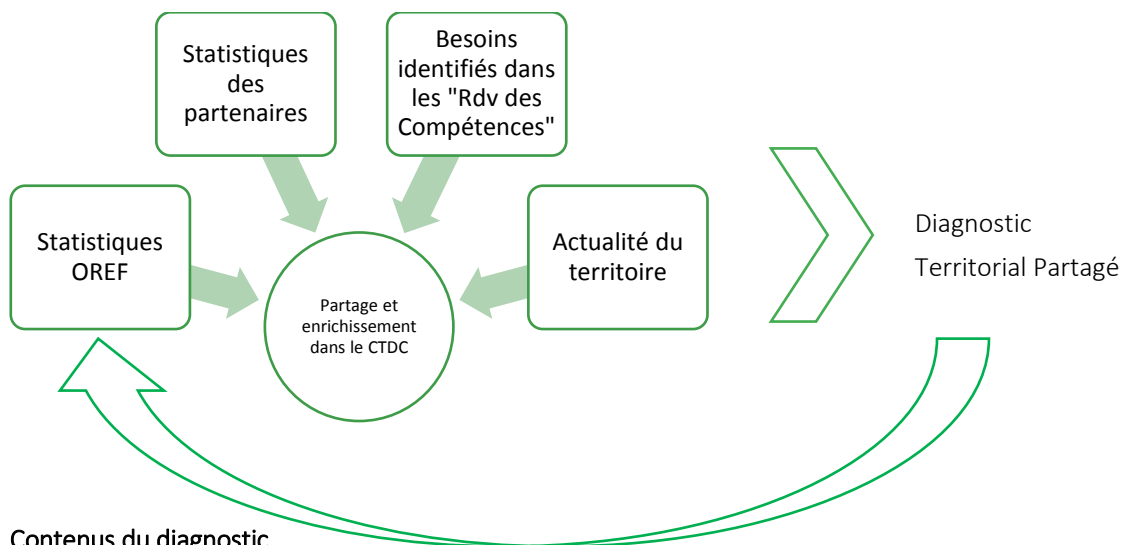 Statistiques
des
partenaires
Besoins
identifiés dans
les "Rdv des
Compétences"
Statistiques
OREF
Partage et
enrichissement
dans le CTDC
Actualité du
territoire
Diagnostic
Territorial Partagé
Contenus du diagnostic